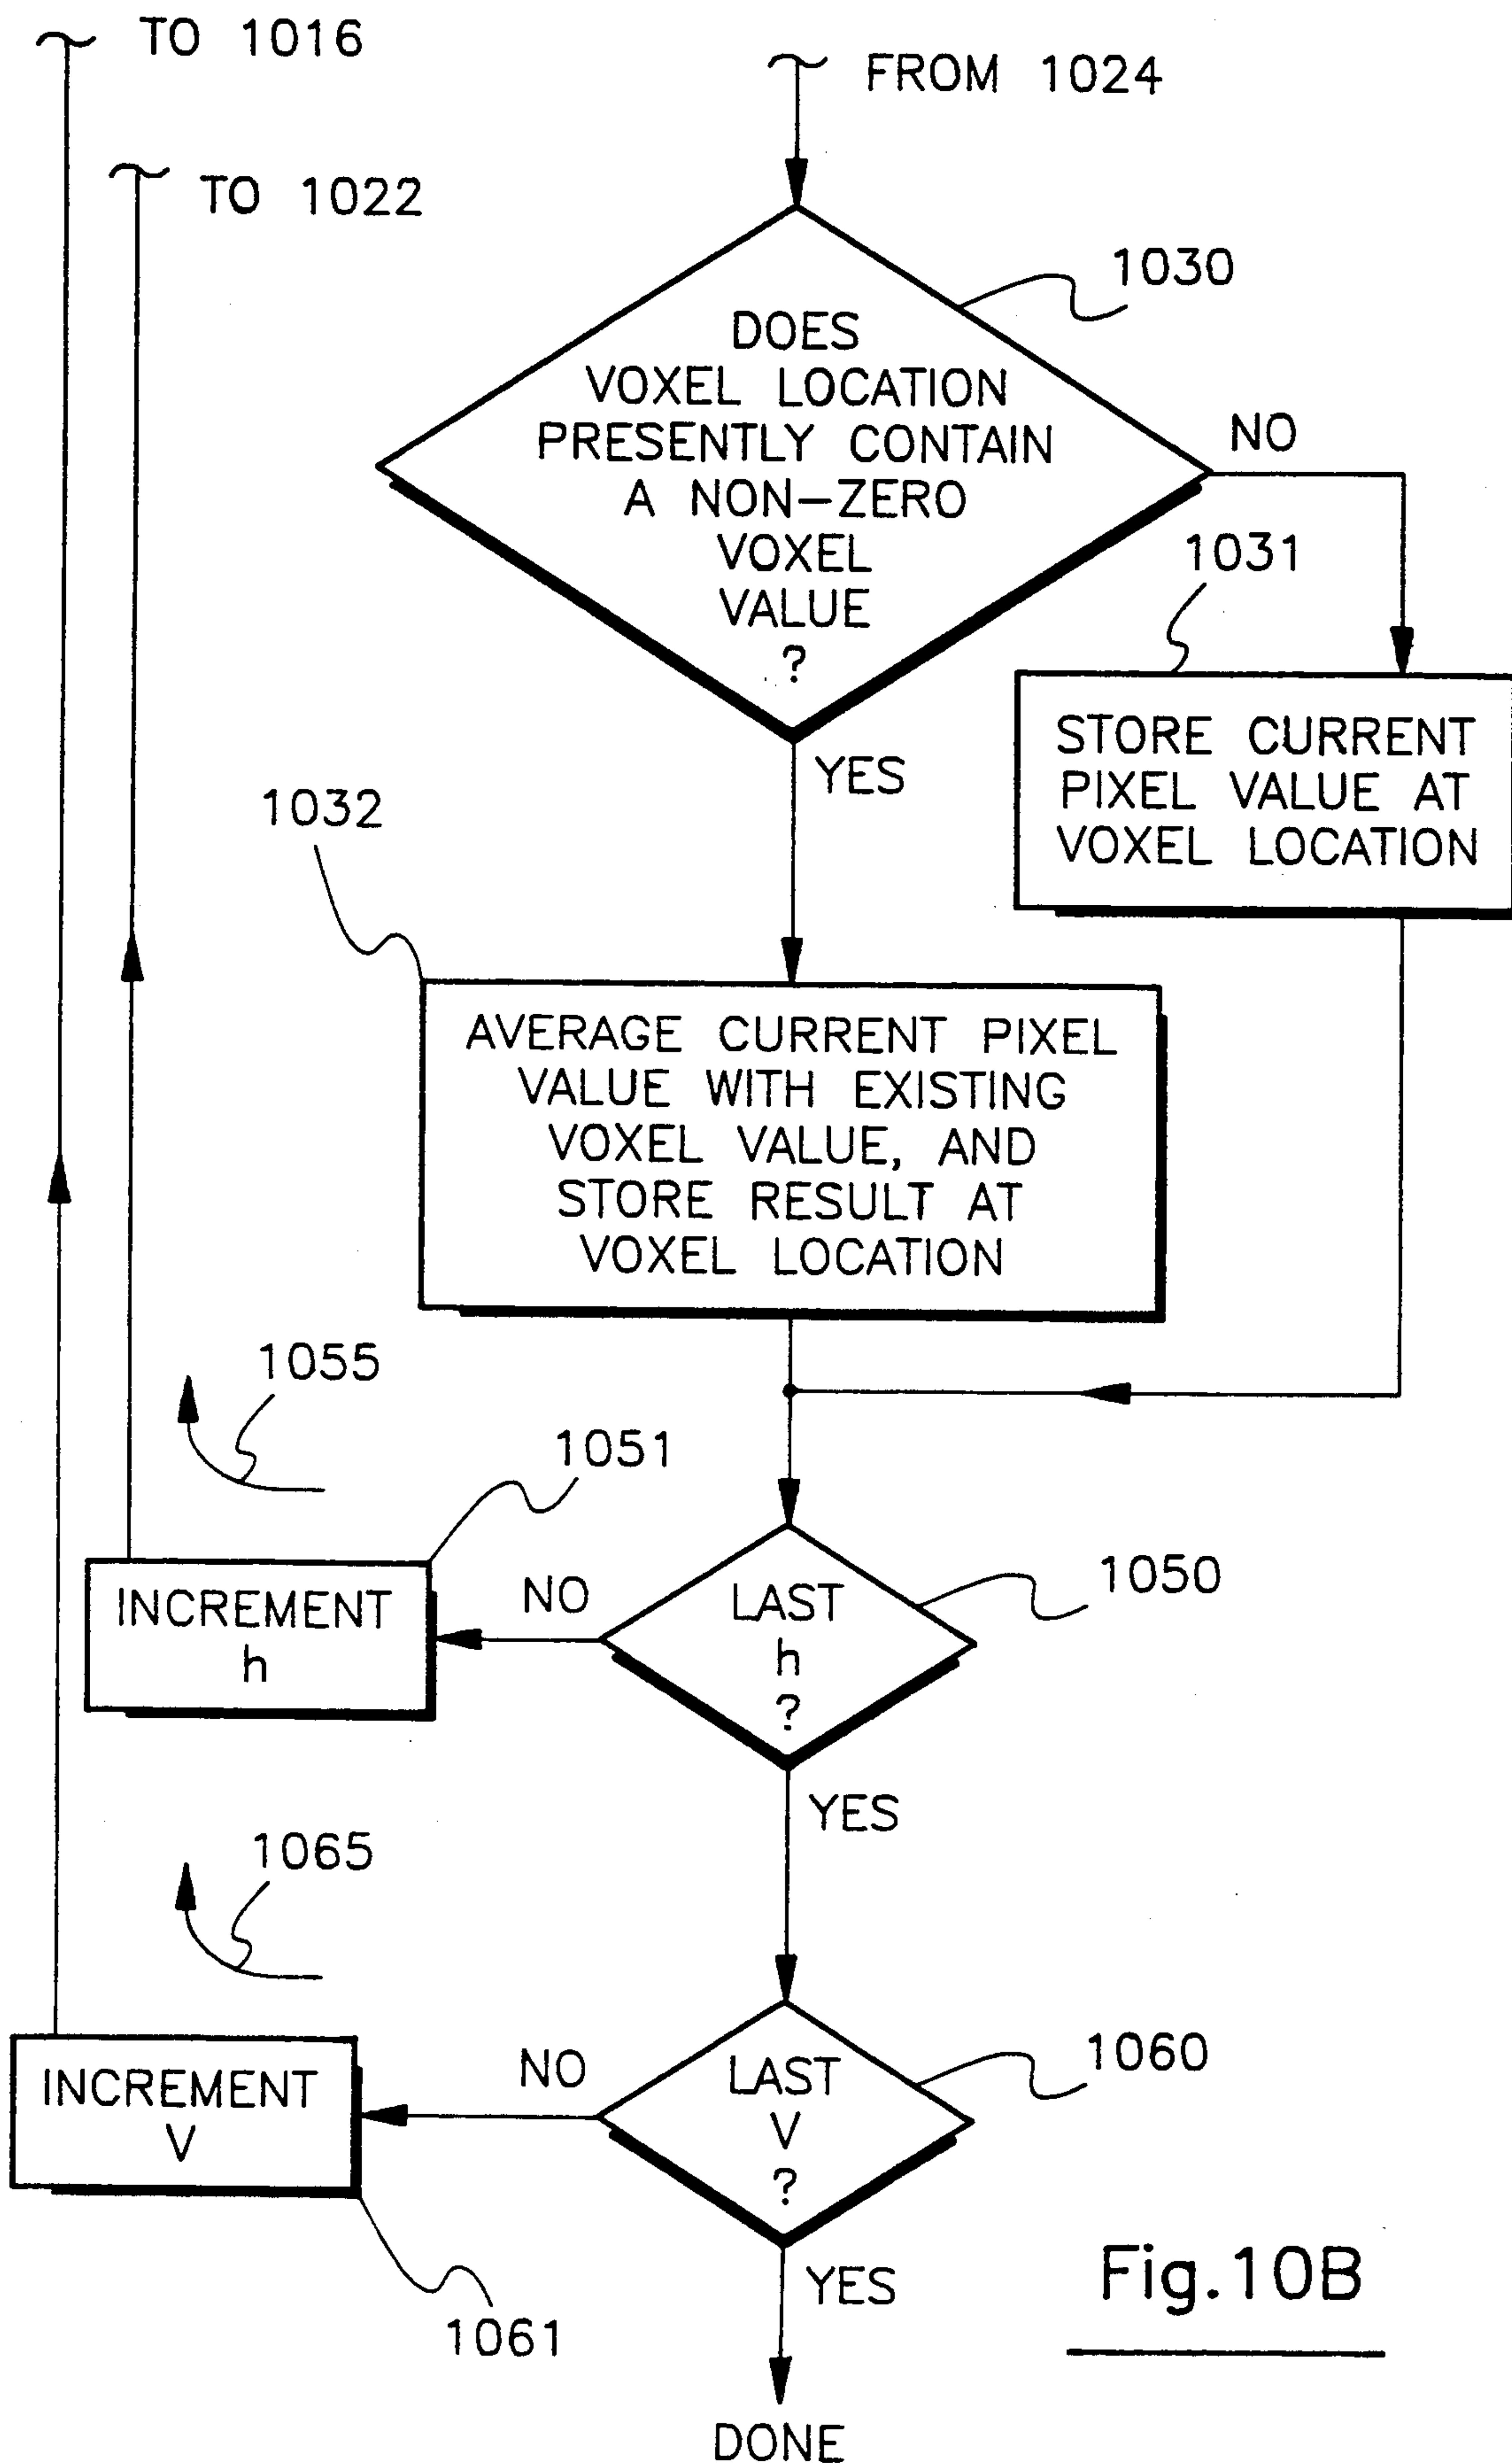 TO 1016
FROM 1024
TO 1022
1030
DOES
VOXEL LOCATION
PRESENTLY CONTAIN
A NON-ZERO
VOXEL
VALUE
?
NO
1031
STORE CURRENT
PIXEL VALUE AT
VOXEL LOCATION
YES
1032
AVERAGE CURRENT PIXEL
VALUE WITH EXISTING
VOXEL VALUE, AND
STORE RESULT AT
VOXEL LOCATION
1055
1051
1050
INCREMENT
h
NO
LAST
h
?
YES
1065
1060
INCREMENT
V
NO
LAST
V
?
YES
1061
Fig.10B
DONE